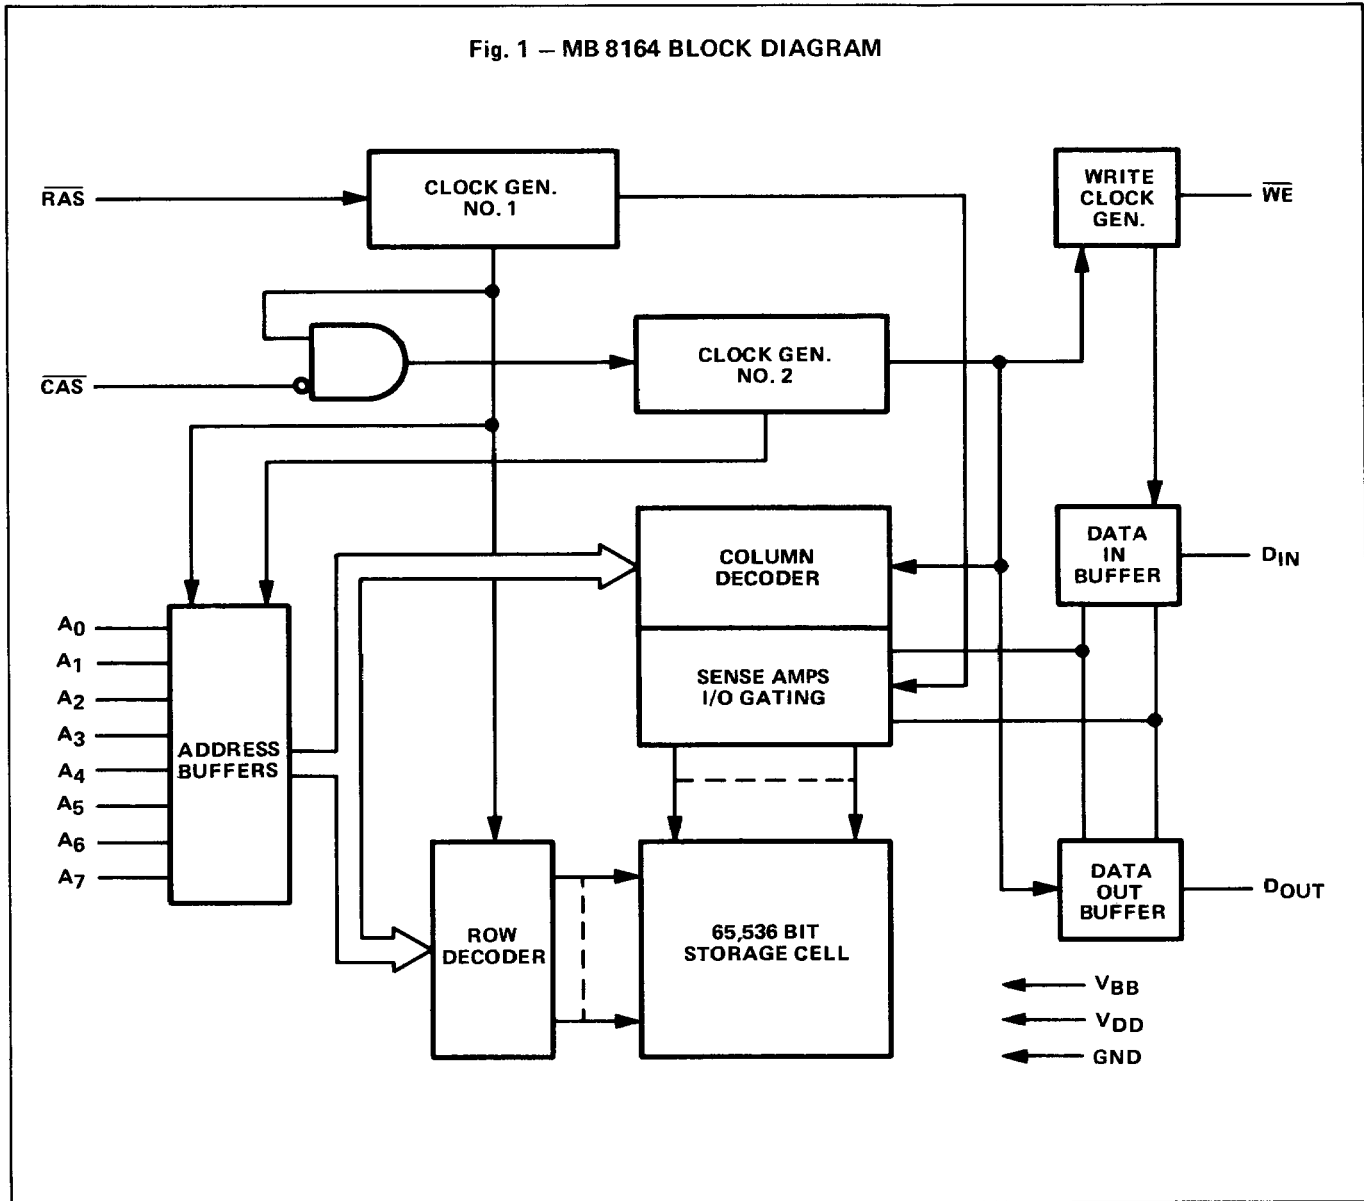 Fig. 1 – MB 8164 BLOCK DIAGRAM
RAS
CLOCK GEN.
NO. 1
WRITE
CLOCK
GEN.
WE
CAS
CLOCK GEN.
NO. 2
COLUMN
DECODER
DATA
IN
BUFFER
DIN
SENSE AMPS
I/O GATING
A0
A1
A2
A3
A4
A5
A6
A7
ADDRESS
BUFFERS
ROW
DECODER
65,536 BIT
STORAGE CELL
DATA
OUT
BUFFER
DOUT
VBB
VDD
GND